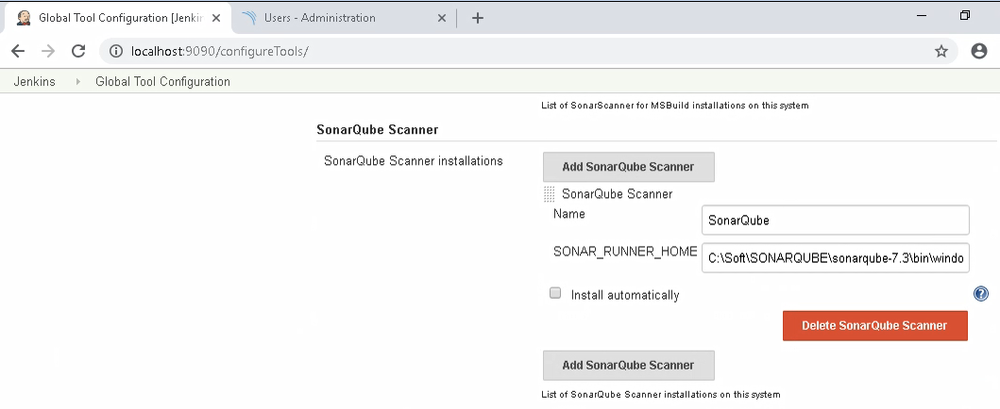 Global Tool Configuration [Jenkin
Users - Administration
localhost:9090/configureTools/
Jenkins
Global Tool Configuration
List of SonarScanner for MSBuild installations on this system
SonarQube Scanner
SonarQube Scanner installations
Add SonarQube Scanner
SonarQube Scanner
Name
SonarQube
SONAR_RUNNER_HOME
C:\Soft\SONARQUBE\sonarqube-7.3\bin\windo
Install automatically
?
Delete SonarQube Scanner
Add SonarQube Scanner
List of SonarQube Scanner installations on this system